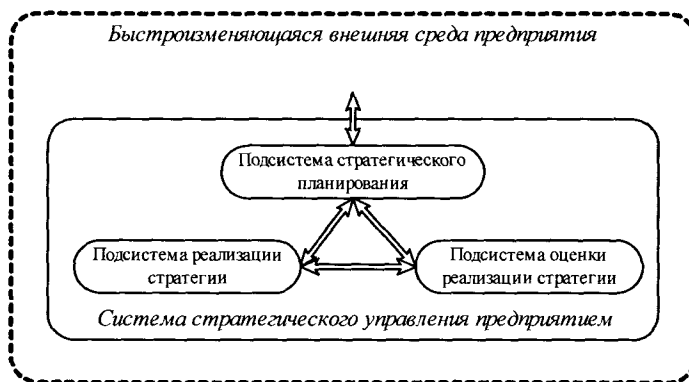 Быстроизменяющаяся внешняя среда предприятия
Подсистема стратегического
планирования
Подсистема реализации
стратегии
Подсистема оценки
реализации стратегии
Система стратегического управления предприятием